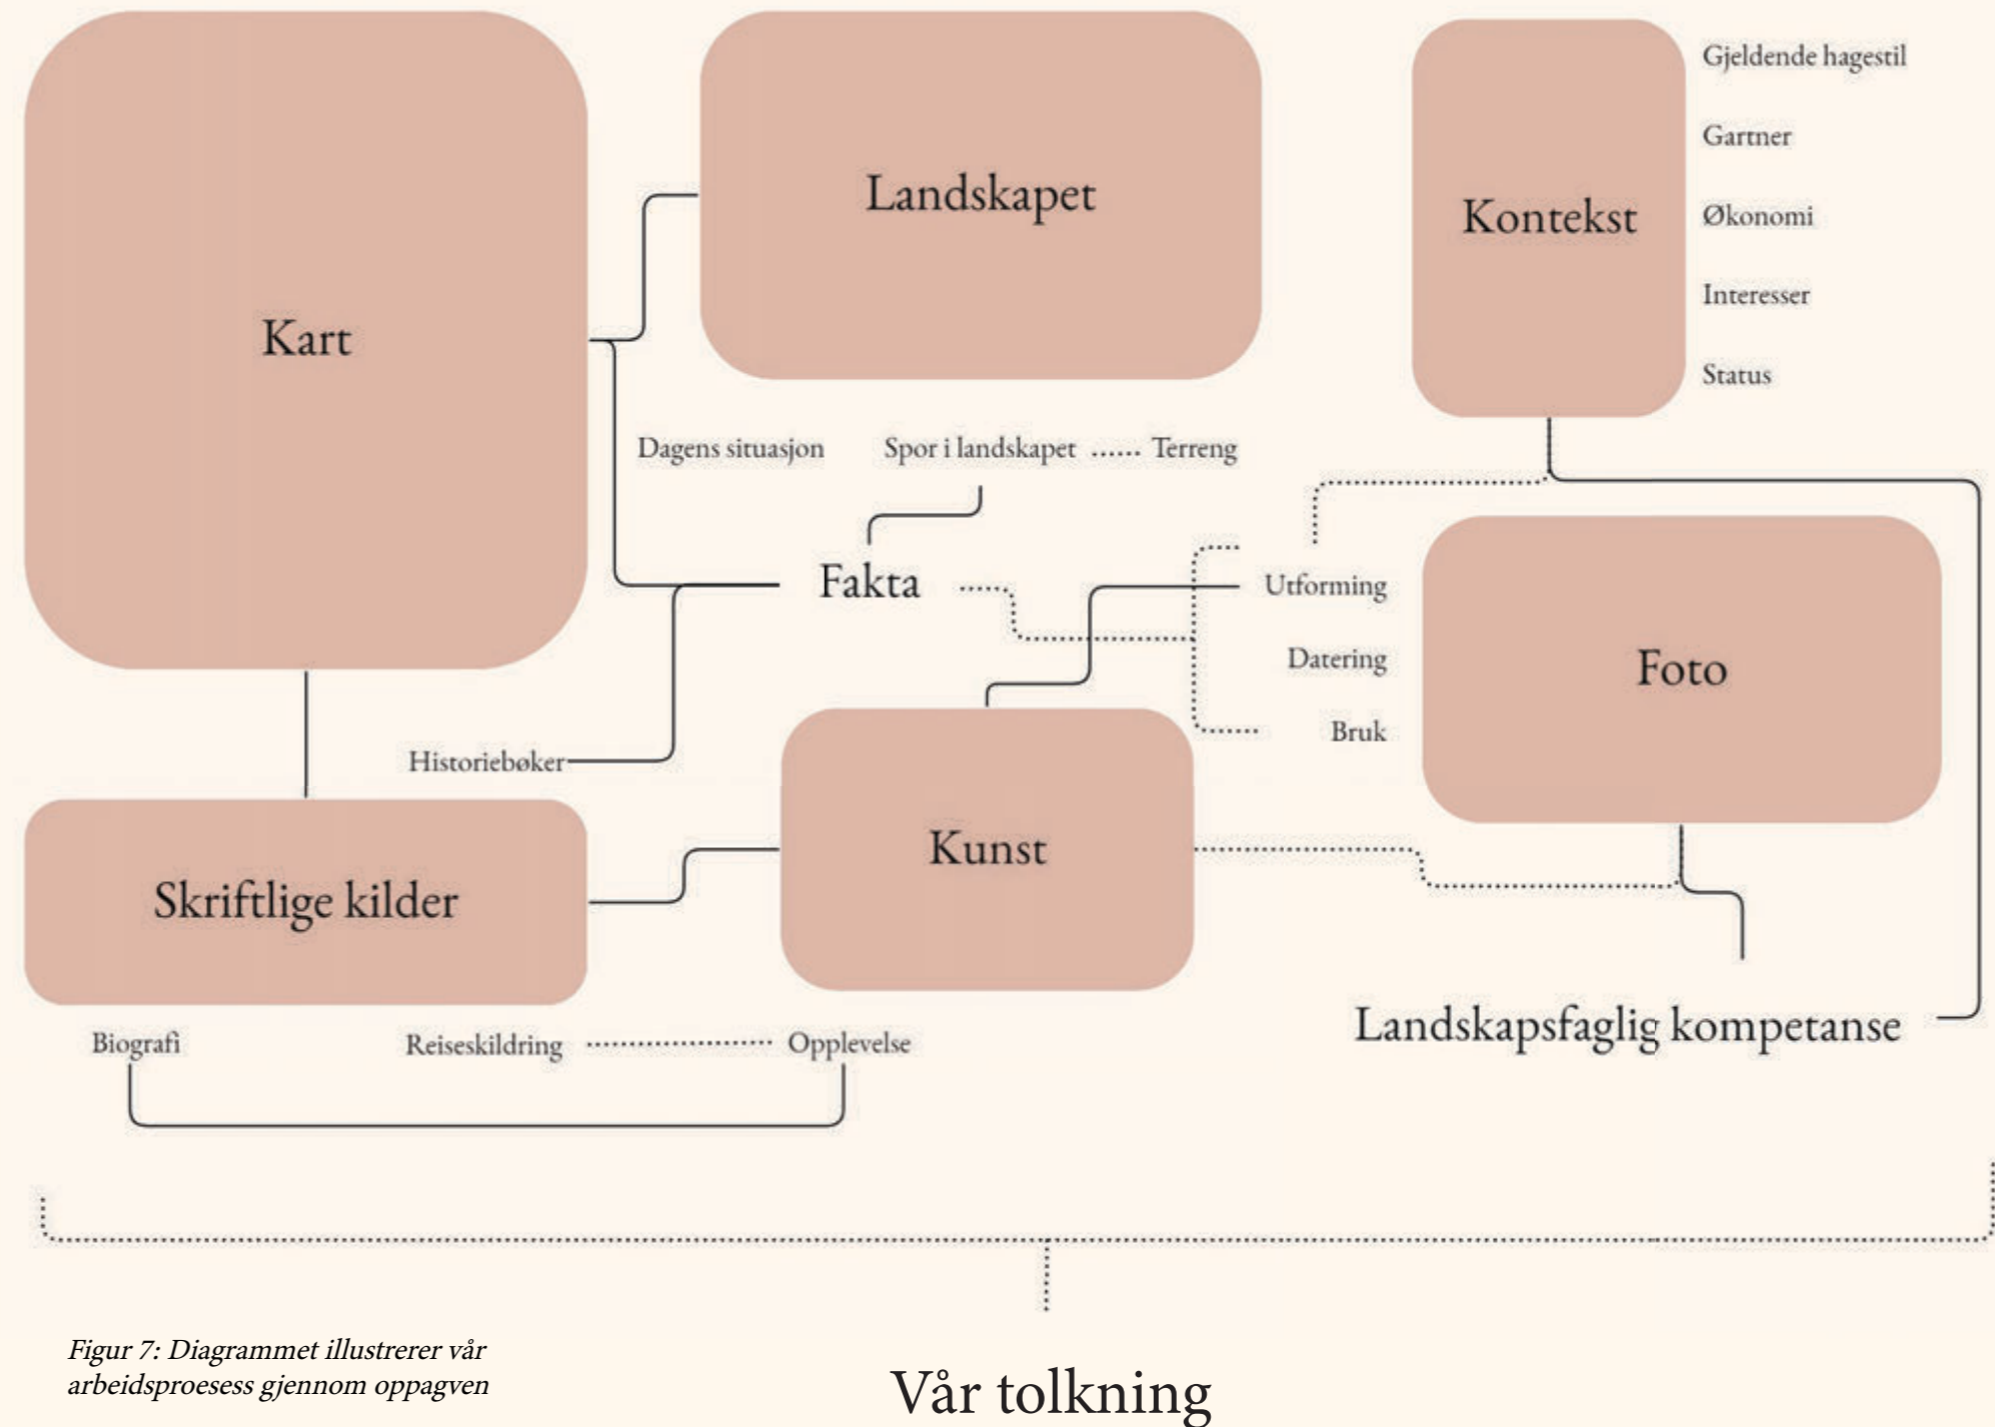 Kart
Landskapet
Kontekst
Gjeldende hagestil
Gartner
Økonomi
Interesser
Status
Dagens situasjon
Spor i landskapet ...... Terreng
Fakta
Utforming
Datering
Bruk
Foto
Historiebøker
Skriftlige kilder
Kunst
Biografi
Reiseskildring
Opplevelse
Landskapsfaglig kompetanse
Figur 7: Diagrammet illustrerer vår
arbeidsproesess gjennom oppagven
Vår tolkning